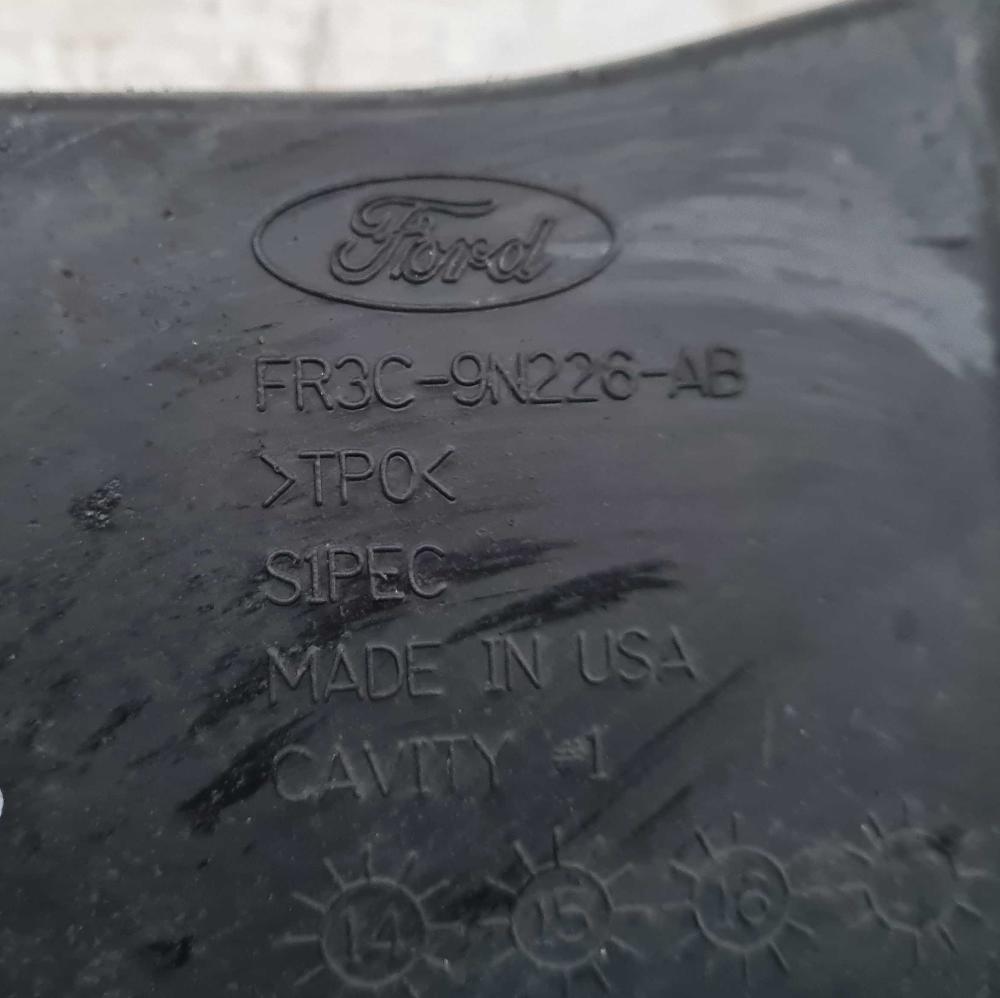 Ford
FR3C-9N226-AB
>TPO<
S1PEC
MADE IN USA
CAVITY #1
14 15 16